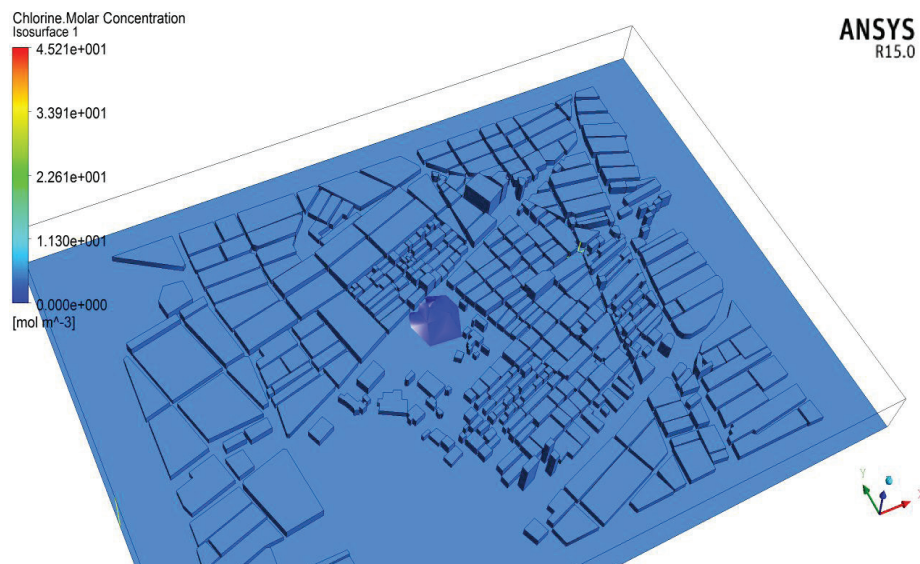 Chlorine.Molar Concentration
Isosurface 1
4.521e+001
3.391e+001
2.261e+001
1.130e+001
0.000e+000
[mol m^-3]
ANSYS
R15.0
Y
X